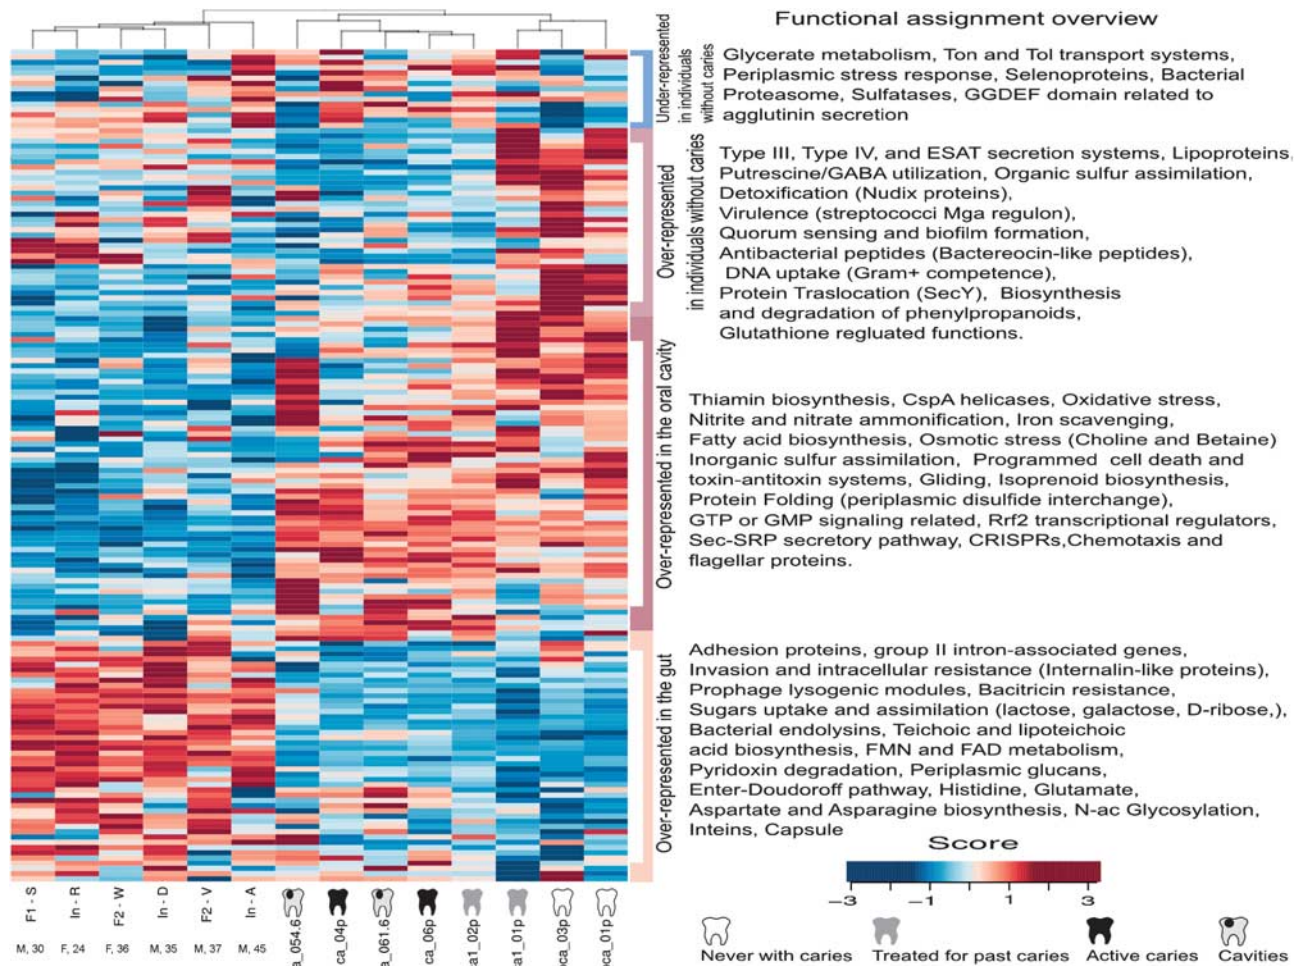 Functional assignment overview
Under-represented
in individuals
without caries
Glycerate metabolism, Ton and Tol transport systems,
Periplasmic stress response, Selenoproteins, Bacterial
Proteasome, Sulfatases, GGDEF domain related to
agglutinin secretion
Over-represented
in individuals without caries
Type III, Type IV, and ESAT secretion systems, Lipoproteins,
Putrescine/GABA utilization, Organic sulfur assimilation,
Detoxification (Nudix proteins),
Virulence (streptococci Mga regulon),
Quorum sensing and biofilm formation,
Antibacterial peptides (Bactereocin-like peptides),
DNA uptake (Gram+ competence),
Protein Traslocation (SecY), Biosynthesis
and degradation of phenylpropanoids,
Glutathione regluated functions.
Over-represented in the oral cavity
Thiamin biosynthesis, CspA helicases, Oxidative stress,
Nitrite and nitrate ammonification, Iron scavenging,
Fatty acid biosynthesis, Osmotic stress (Choline and Betaine)
Inorganic sulfur assimilation, Programmed cell death and
toxin-antitoxin systems, Gliding, Isoprenoid biosynthesis,
Protein Folding (periplasmic disulfide interchange),
GTP or GMP signaling related, Rrf2 transcriptional regulators,
Sec-SRP secretory pathway, CRISPRs,Chemotaxis and
flagellar proteins.
Over-represented in the gut
Adhesion proteins, group II intron-associated genes,
Invasion and intracellular resistance (Internalin-like proteins),
Prophage lysogenic modules, Bacitricin resistance,
Sugars uptake and assimilation (lactose, galactose, D-ribose,),
Bacterial endolysins, Teichoic and lipoteichoic
acid biosynthesis, FMN and FAD metabolism,
Pyridoxin degradation, Periplasmic glucans,
Enter-Doudoroff pathway, Histidine, Glutamate,
Aspartate and Asparagine biosynthesis, N-ac Glycosylation,
Inteins, Capsule
Score
−3 −1 1 3
F1 - S
In - R
F2 - W
In - D
F2 - V
In - A
a_054.6
ca_04p
a_061.6
ca_06p
a1_02p
a1_01p
oca_03p
oca_01p
M, 30
F, 24
F, 36
M, 35
M, 37
M, 45
Never with caries
Treated for past caries
Active caries
Cavities